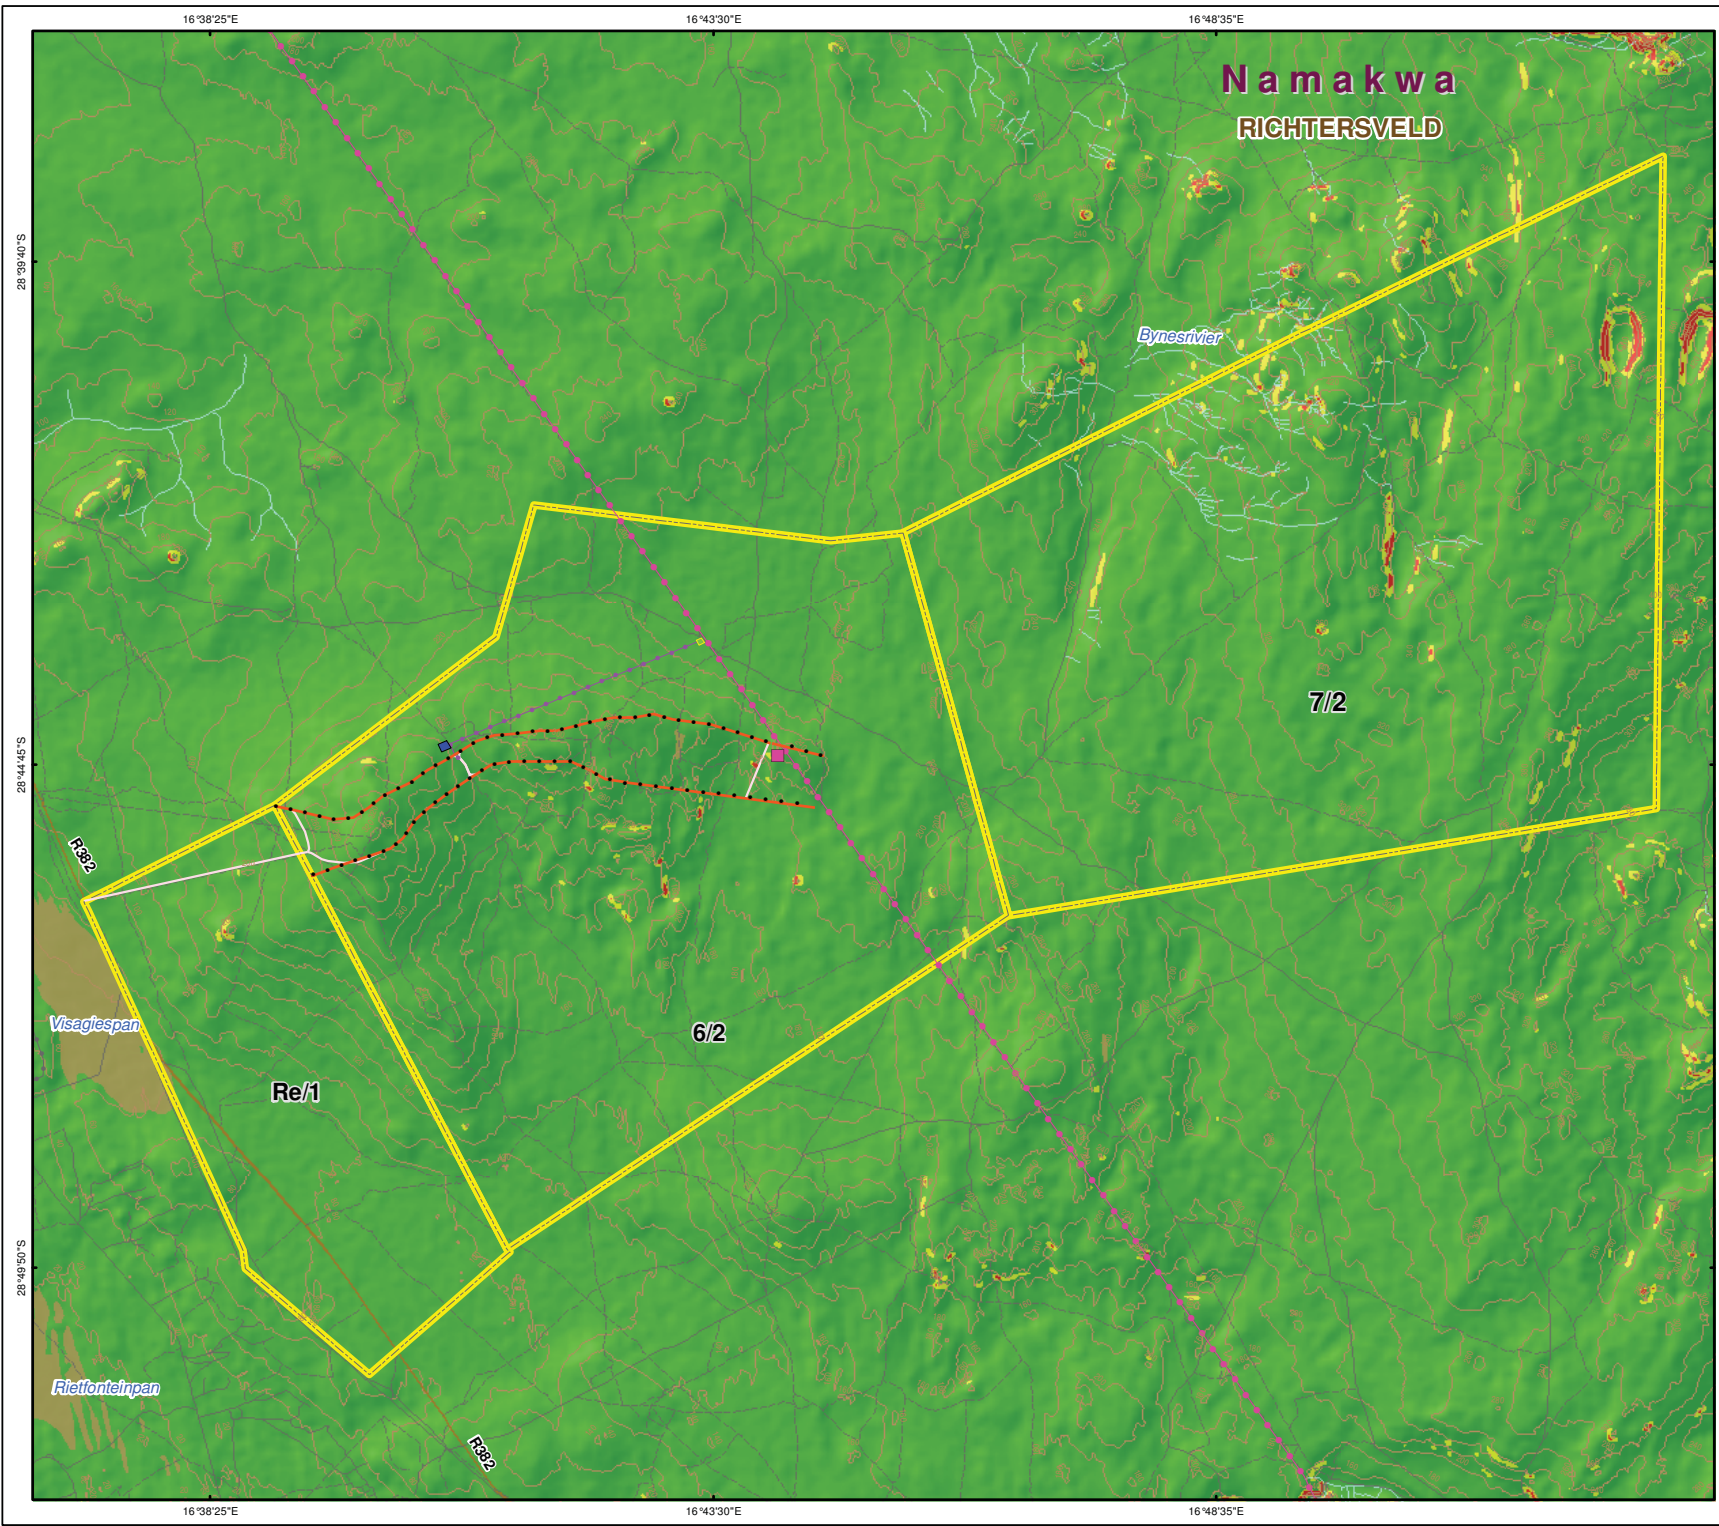 16°38'25"E 16°43'30"E 16°48'35"E
Namakwa
RICHTERSVELD
28°39'40"S
Bynesrivier
7/2
28°44'45"S
R382
Visagiespan
6/2
Re/1
28°49'50"S
Rietfonteinpan
R382
16°38'25"E 16°43'30"E 16°48'35"E